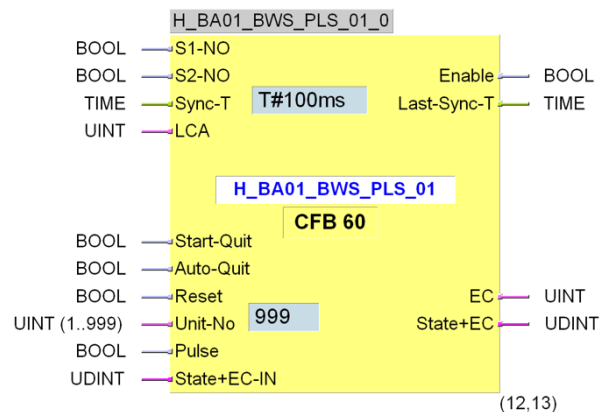 H_BA01_BWS_PLS_01_0
BOOL S1-NO
BOOL S2-NO Enable BOOL
TIME Sync-T T#100ms Last-Sync-T TIME
UINT LCA
H_BA01_BWS_PLS_01
CFB 60
BOOL Start-Quit
BOOL Auto-Quit
BOOL Reset EC UINT
UINT (1..999) Unit-No 999 State+EC UDINT
BOOL Pulse
UDINT State+EC-IN
(12,13)